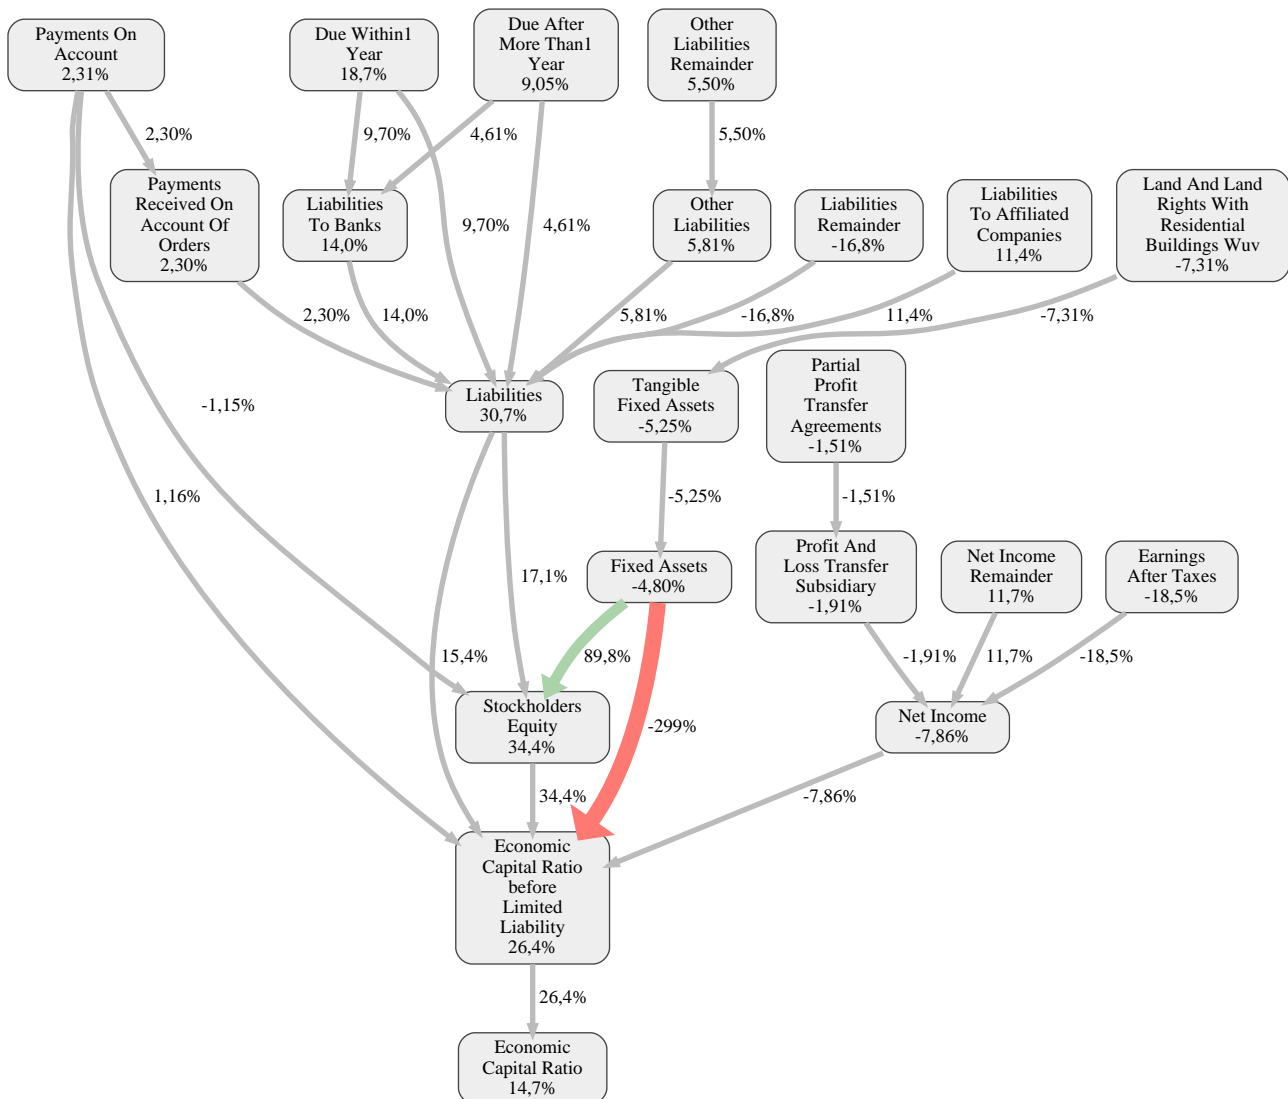 Payments On
Account
2,31%
Due Within1
Year
18,7%
Due After
More Than1
Year
9,05%
Other
Liabilities
Remainder
5,50%
2,30%
9,70%
4,61%
5,50%
Payments
Received On
Account Of
Orders
2,30%
Liabilities
To Banks
14,0%
9,70%
4,61%
Other
Liabilities
5,81%
Liabilities
Remainder
-16,8%
Liabilities
To Affiliated
Companies
11,4%
Land And Land
Rights With
Residential
Buildings Wuv
-7,31%
2,30%
14,0%
5,81%
-16,8%
11,4%
-7,31%
-1,15%
Liabilities
30,7%
Tangible
Fixed Assets
-5,25%
Partial
Profit
Transfer
Agreements
-1,51%
1,16%
-5,25%
-1,51%
17,1%
Fixed Assets
-4,80%
Profit And
Loss Transfer
Subsidiary
-1,91%
Net Income
Remainder
11,7%
Earnings
After Taxes
-18,5%
15,4%
89,8%
-1,91%
11,7%
-18,5%
Stockholders
Equity
34,4%
-299%
Net Income
-7,86%
34,4%
-7,86%
Economic
Capital Ratio
before
Limited
Liability
26,4%
26,4%
Economic
Capital Ratio
14,7%